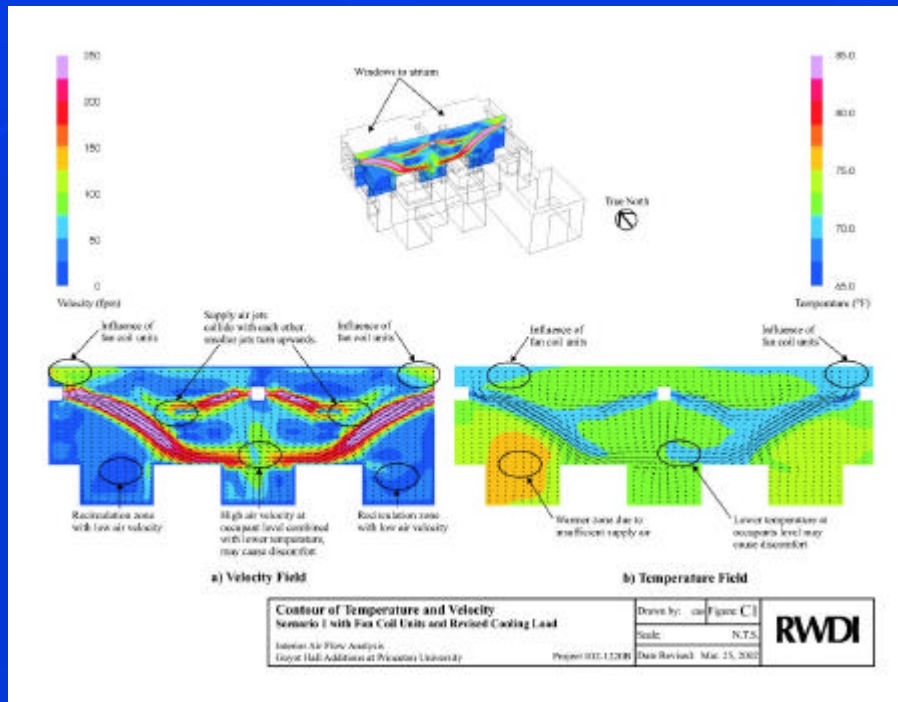 250
200
150
100
50
0
Velocity (fpm)
Windows to atrium
True North
85.0
80.0
75.0
70.0
65.0
Temperature (°F)
Influence of
fan coil units
Supply air jets
collide with each other,
smaller jets turn upwards.
Influence of
fan coil units
Influence of
fan coil units
Influence of
fan coil units
Recirculation zone
with low air velocity
High air velocity at
occupant level combined
with lower temperature,
may cause discomfort
Recirculation zone
with low air velocity
Warmer zone due to
insufficient supply air
Lower temperature at
occupants level may
cause discomfort
a) Velocity Field
b) Temperature Field
Contour of Temperature and Velocity
Scenario 1 with Fan Coil Units and Revised Cooling Load
Interior Air Flow Analysis
Guyot Hall Additions at Princeton University
Project #02-1220B
Drawn by:
Figure: C1
Scale: N.T.S.
Date Revised: Mar. 25, 2002
RWDI